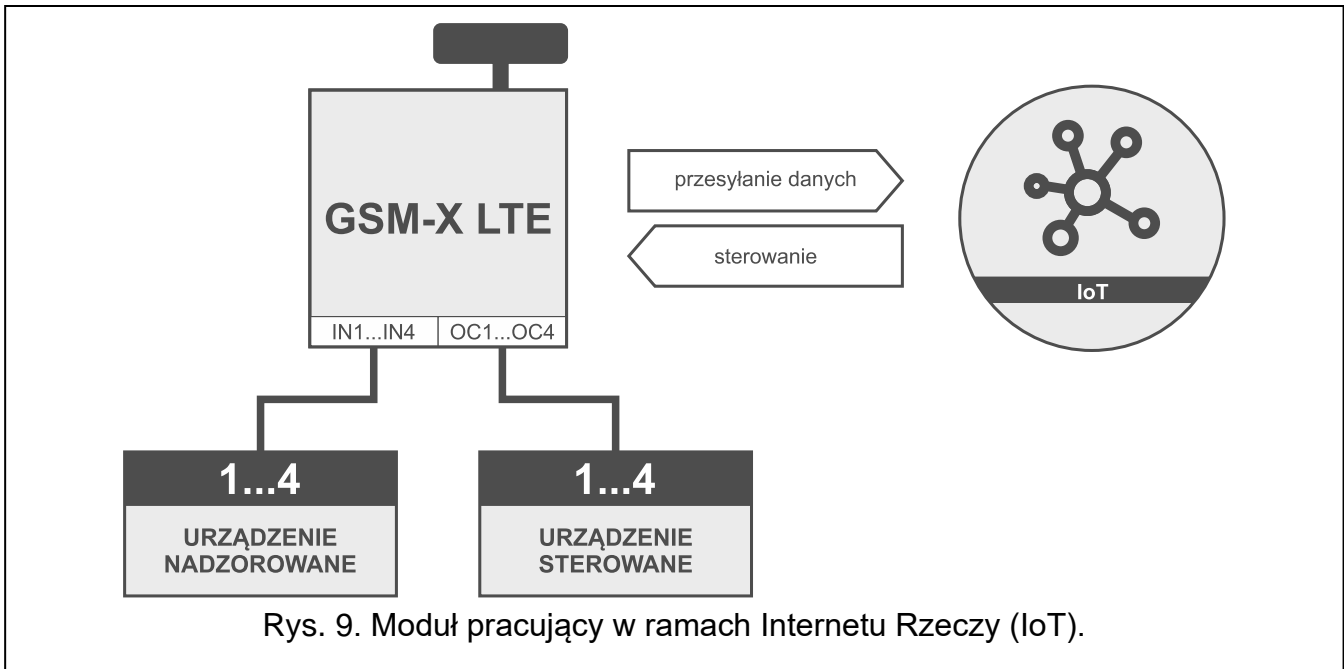 GSM-X LTE
IN1...IN4 OC1...OC4
przesyłanie danych
sterowanie
IoT
1...4
URZĄDZENIE
NADZOROWANE
1...4
URZĄDZENIE
STEROWANE
Rys. 9. Moduł pracujący w ramach Internetu Rzeczy (IoT).